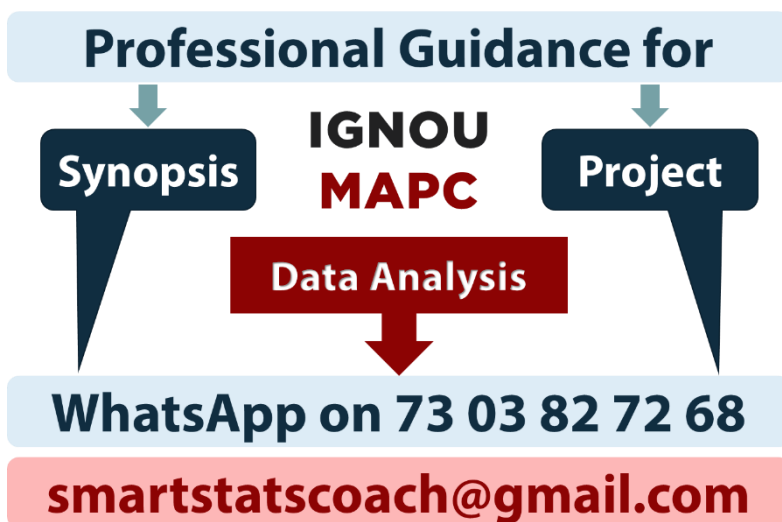 Professional Guidance for
IGNOU
Synopsis
MAPC
Project
Data Analysis
WhatsApp on 73 03 82 72 68
smartstatscoach@gmail.com